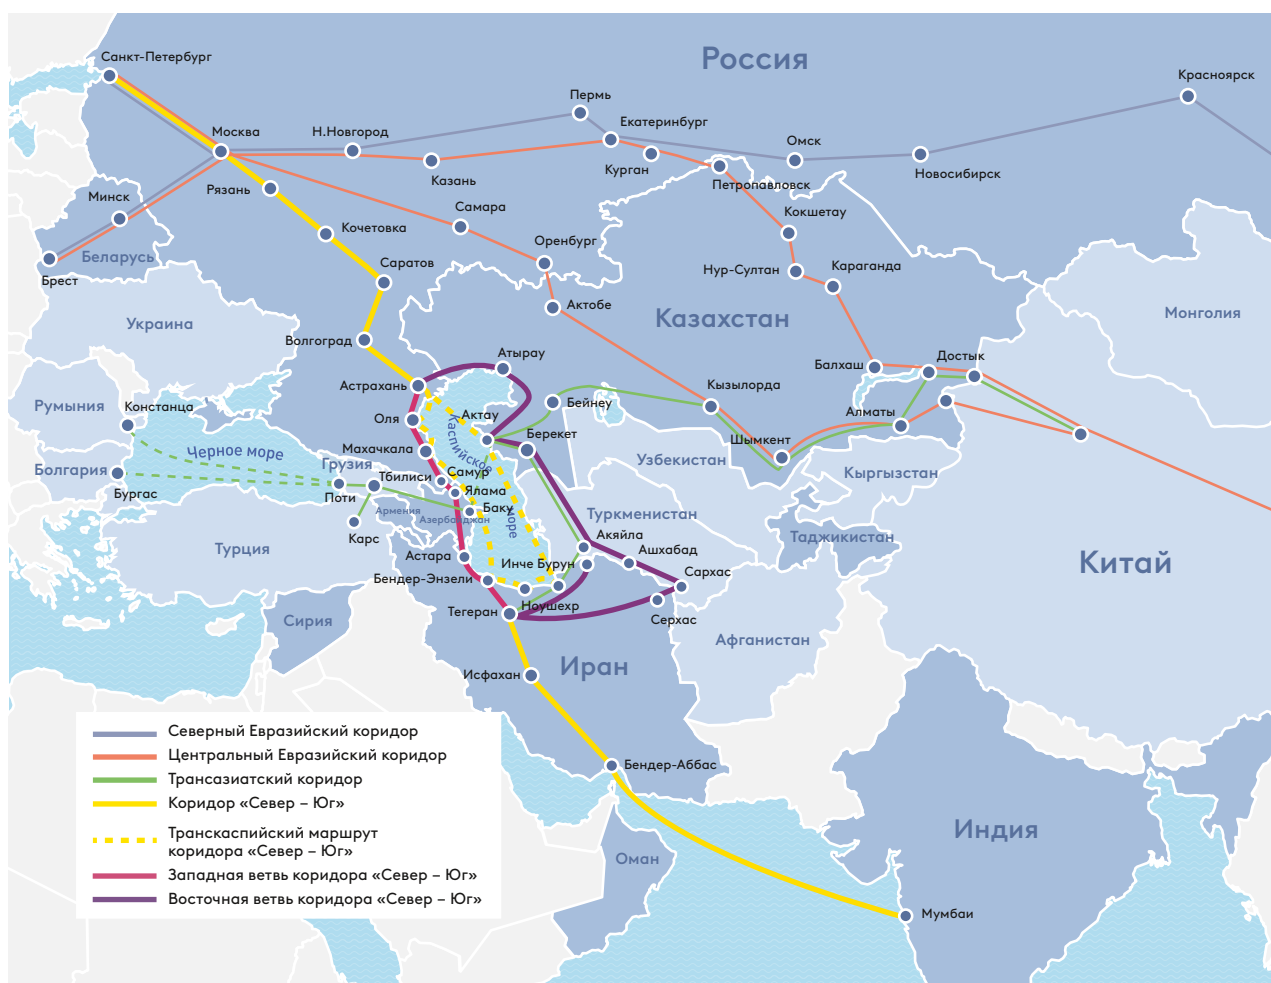 Санкт-Петербург
Россия
Красноярск
Пермь
Екатеринбург
Москва
Н.Новгород
Омск
Казань
Курган
Новосибирск
Рязань
Петропавловск
Минск
Самара
Кокшетау
Кочетовка
Оренбург
Беларусь
Брест
Саратов
Нур-Султан
Караганда
Актобе
Монголия
Украина
Казахстан
Волгоград
Атырау
Балхаш
Достык
Астрахань
Кызылорда
Румыния
Констанца
Оля
Актау
Бейнеу
Алматы
Каспийское
море
Берекет
Шымкент
Черное море
Махачкала
Грузия
Узбекистан
Болгария
Тбилиси
Самур
Кыргызстан
Бургас
Поти
Ялама
Армения
Азербайджан
Баку
Туркменистан
Карс
Акяйла
Таджикистан
Турция
Астара
Инче Бурун
Ашхабад
Китай
Бендер-Энзели
Сархас
Тегеран
Ноушехр
Серхас
Сирия
Афганистан
Исфахан
Иран
Северный Евразийский коридор
Центральный Евразийский коридор
Трансазиатский коридор
Коридор «Север – Юг»
Транскаспийский маршрут
коридора «Север – Юг»
Западная ветвь коридора «Север – Юг»
Восточная ветвь коридора «Север – Юг»
Бендер-Аббас
Индия
Оман
Мумбаи